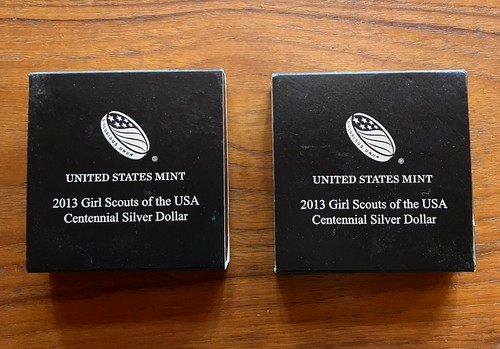 ®
UNITED STATES MINT
2013 Girl Scouts of the USA
Centennial Silver Dollar
®
UNITED STATES MINT
2013 Girl Scouts of the USA
Centennial Silver Dollar